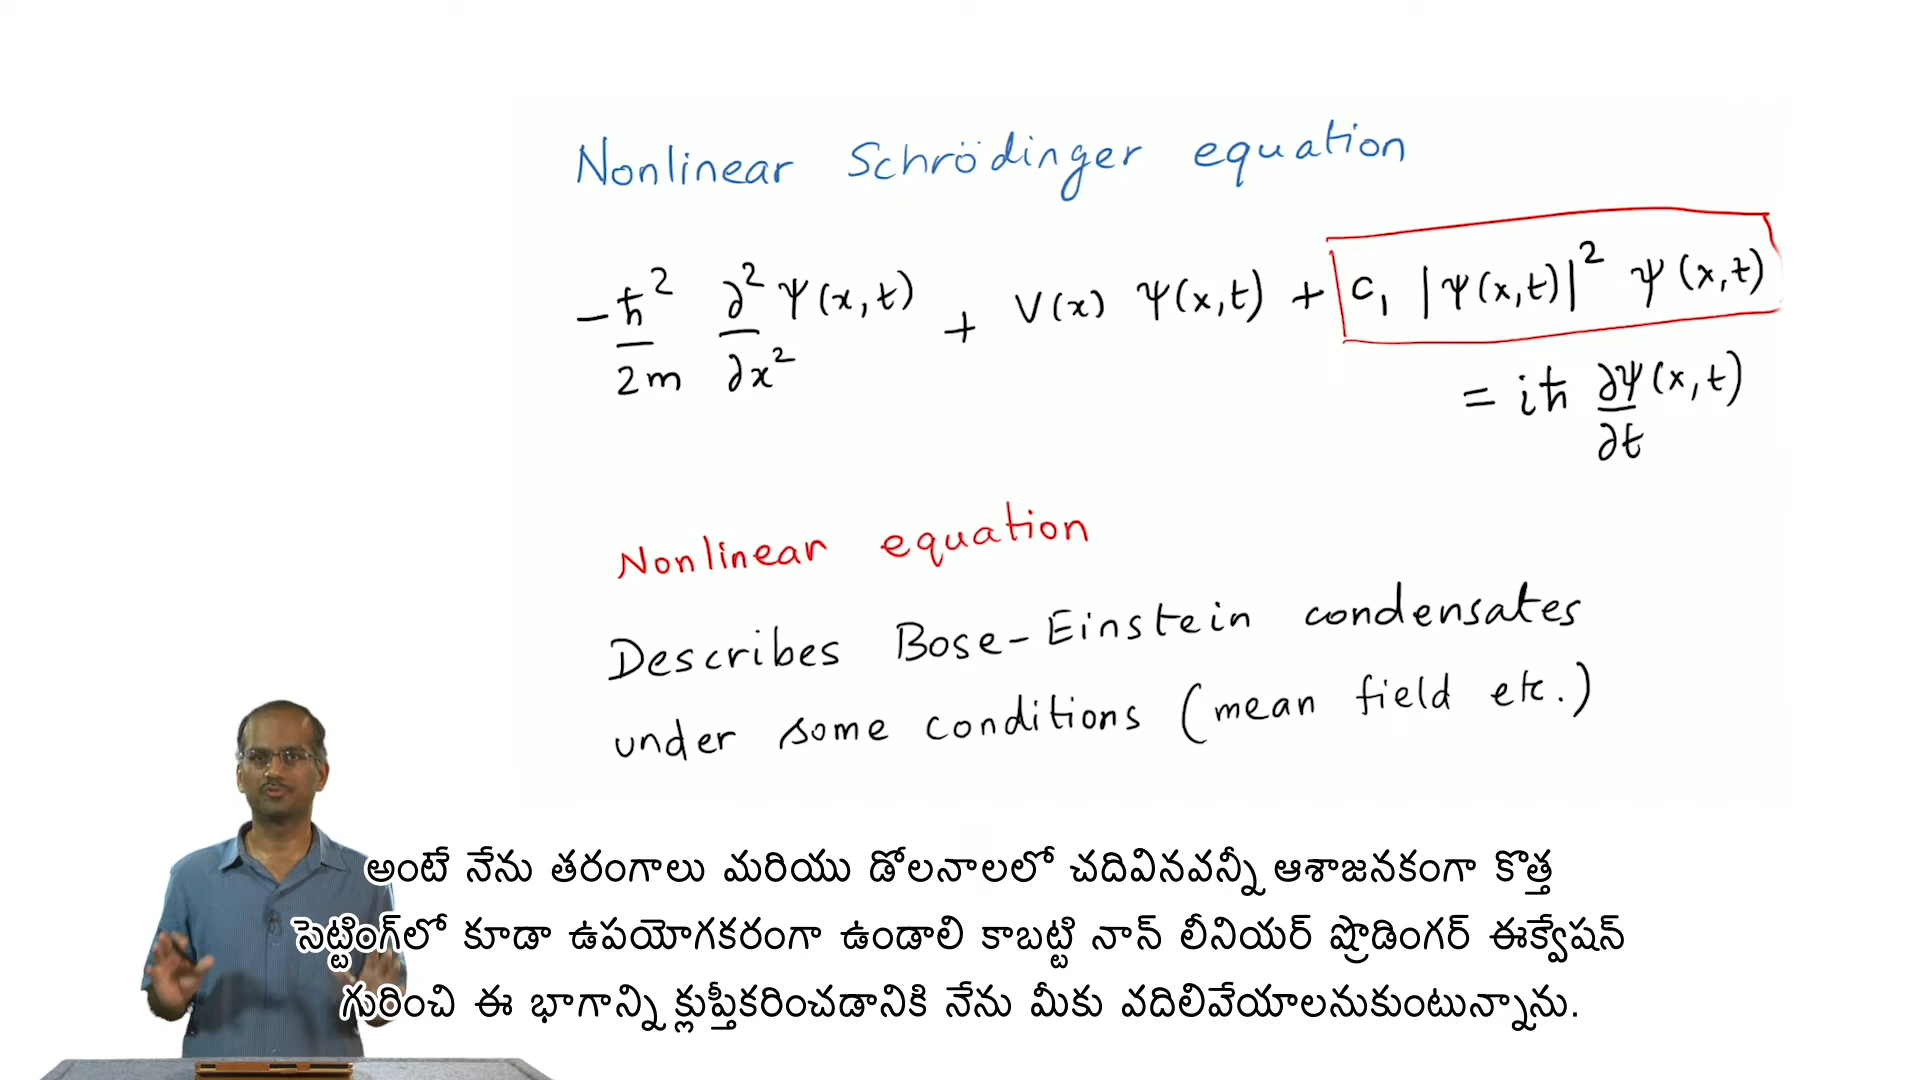 Nonlinear Schrödinger equation
-ħ²/2m ∂²Ψ(x,t)/∂x² + V(x) Ψ(x,t) + c₁ |Ψ(x,t)|² Ψ(x,t)
= iħ ∂Ψ(x,t)/∂t
Nonlinear equation
Describes Bose-Einstein condensates
under some conditions (mean field etc.)
అంటే నేను తరంగాలు మరియు డోలనాలలో చదివినవన్నీ ఆశాజనకంగా కొత్త
సెట్టింగ్‌లో కూడా ఉపయోగకరంగా ఉండాలి కాబట్టి నాన్ లీనియర్ ష్రొడింగర్ ఈక్వేషన్
గురించి ఈ భాగాన్ని క్లుప్తీకరించడానికి నేను మీకు వదిలివేయాలనుకుంటున్నాను.